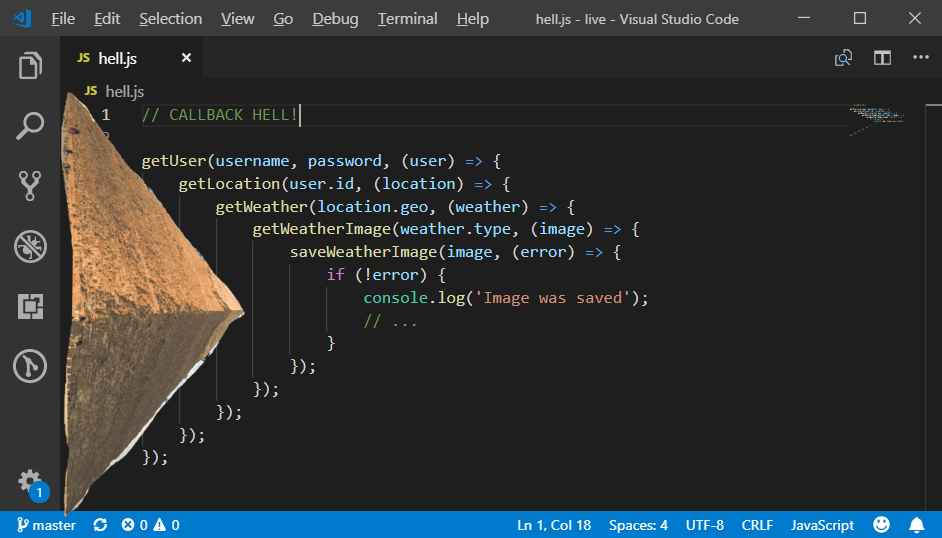 File Edit Selection View Go Debug Terminal Help hell.js - live - Visual Studio Code
JS hell.js
JS hell.js
1 // CALLBACK HELL!
getUser(username, password, (user) => {
    getLocation(user.id, (location) => {
        getWeather(location.geo, (weather) => {
            getWeatherImage(weather.type, (image) => {
                saveWeatherImage(image, (error) => {
                    if (!error) {
                        console.log('Image was saved');
                        // ...
                    }
                });
            });
        });
    });
});
1
master 0 0 Ln 1, Col 18 Spaces: 4 UTF-8 CRLF JavaScript